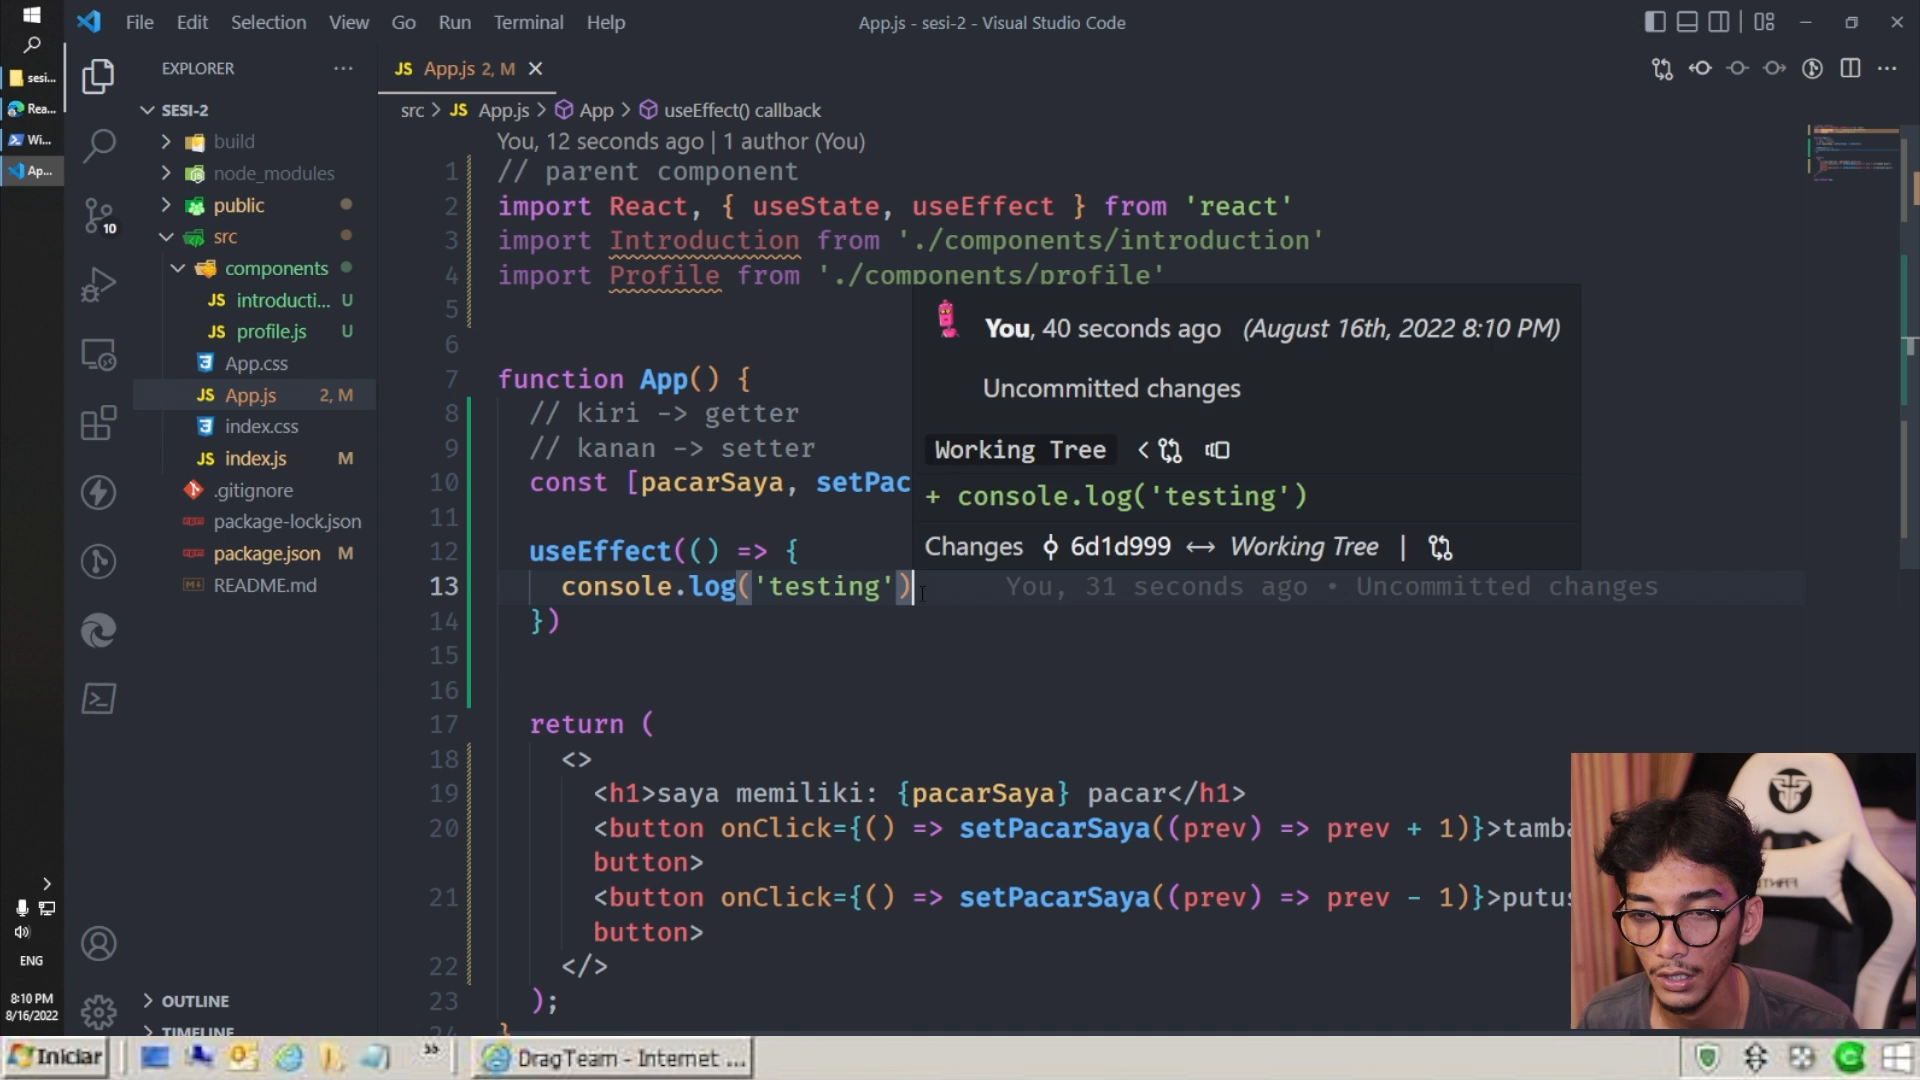 File Edit Selection View Go Run Terminal Help
App.js - sesi-2 - Visual Studio Code
sesi...
Rea...
Wi...
Ap...
EXPLORER
SESI-2
build
node_modules
public
src
components
introducti... U
profile.js U
App.css
App.js 2, M
index.css
index.js M
.gitignore
package-lock.json
package.json M
README.md
OUTLINE
TIMELINE
10
App.js 2, M
src > App.js > App > useEffect() callback
You, 12 seconds ago | 1 author (You)
1 // parent component
2 import React, { useState, useEffect } from 'react'
3 import Introduction from './components/introduction'
4 import Profile from './components/profile'
5
6
7 function App() {
8 // kiri -> getter
9 // kanan -> setter
10 const [pacarSaya, setPac
11
12 useEffect(() => {
13 console.log('testing') You, 31 seconds ago • Uncommitted changes
14 })
15
16
17 return (
18 <>
19 <h1>saya memiliki: {pacarSaya} pacar</h1>
20 <button onClick={() => setPacarSaya((prev) => prev + 1)}>tamba
button>
21 <button onClick={() => setPacarSaya((prev) => prev - 1)}>putus
button>
22 </>
23 );
24 }
You, 40 seconds ago (August 16th, 2022 8:10 PM)
Uncommitted changes
Working Tree
+ console.log('testing')
Changes 6d1d999 <-> Working Tree |
ENG
8:10 PM
8/16/2022
Iniciar
DragTeam - Internet ...